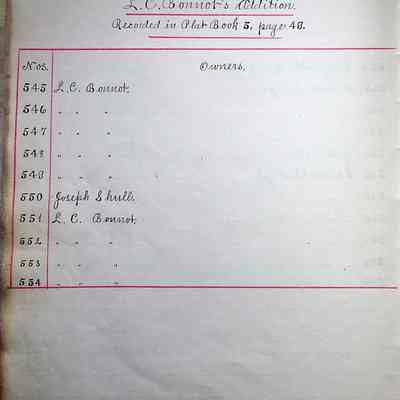 L. C. Bonnot's Addition.
Recorded in Plat Book 5, page 48.
Nos. Owners.
545 L. C. Bonnot.
546 " " "
547 " " "
548 " " "
549 " " "
550 Joseph Shull.
551 L. C. Bonnot.
552 " " "
553 " " "
554 " " "